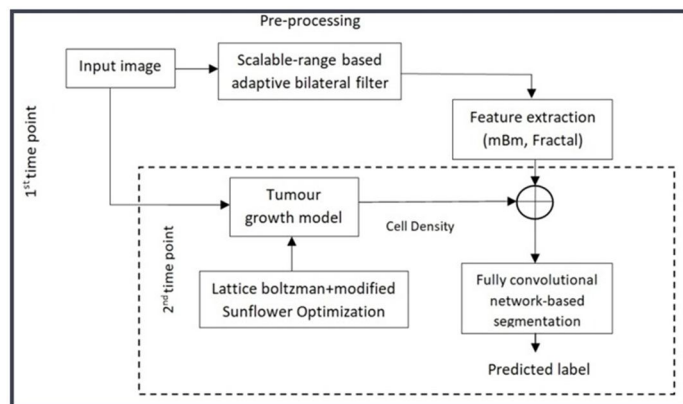 Pre-processing
Input image
Scalable-range based
adaptive bilateral filter
Feature extraction
(mBm, Fractal)
1st time point
Tumour
growth model
Cell Density
2nd time point
Lattice boltzman+modified
Sunflower Optimization
Fully convolutional
network-based
segmentation
Predicted label